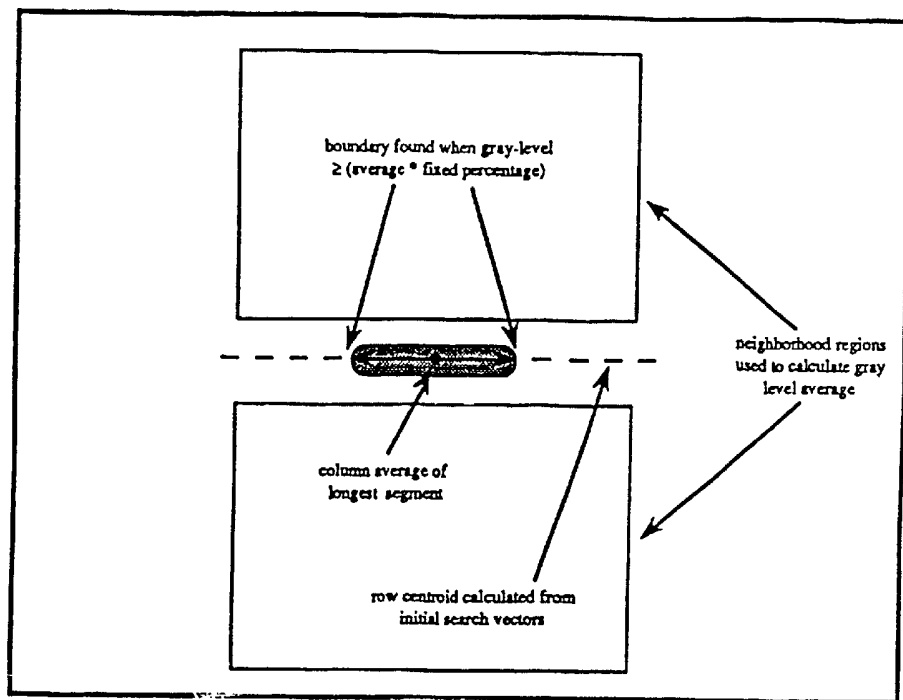 boundary found when gray-level
≥ (average * fixed percentage)
neighborhood regions
used to calculate gray
level average
column average of
longest segment
row centroid calculated from
initial search vectors